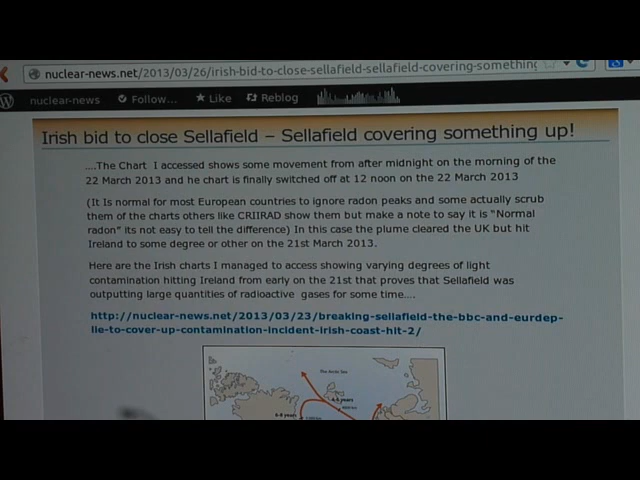 nuclear-news.net/2013/03/26/irish-bid-to-close-sellafield-sellafield-covering-something
nuclear-news Follow... Like Reblog
Irish bid to close Sellafield – Sellafield covering something up!
....The Chart I accessed shows some movement from after midnight on the morning of the
22 March 2013 and he chart is finally switched off at 12 noon on the 22 March 2013
(It Is normal for most European countries to ignore radon peaks and some actually scrub
them of the charts others like CRIIRAD show them but make a note to say it is "Normal
radon" its not easy to tell the difference) In this case the plume cleared the UK but hit
Ireland to some degree or other on the 21st March 2013.
Here are the Irish charts I managed to access showing varying degrees of light
contamination hitting Ireland from early on the 21st that proves that Sellafield was
outputting large quantities of radioactive gases for some time....
http://nuclear-news.net/2013/03/23/breaking-sellafield-the-bbc-and-eurdep-
lie-to-cover-up-contamination-incident-irish-coast-hit-2/
The Arctic Sea
4-6 years
6-8 years